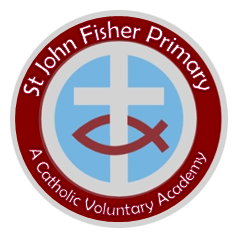 St John Fisher Primary
A Catholic Voluntary Academy